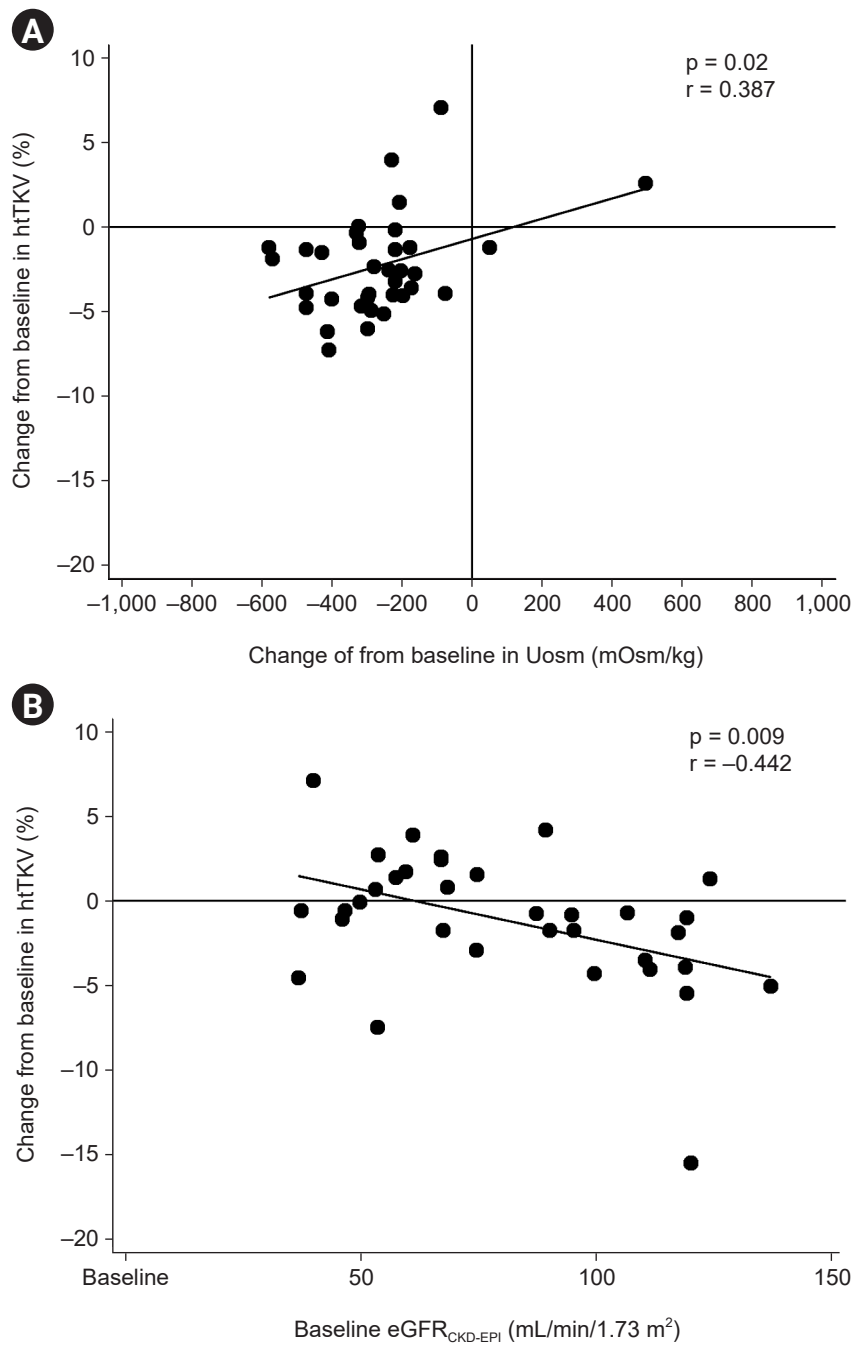 A
p = 0.02
r = 0.387
Change from baseline in htTKV (%)
10
5
0
–5
–10
–15
–20
–1,000 –800 –600 –400 –200 0 200 400 600 800 1,000
Change of from baseline in Uosm (mOsm/kg)
B
p = 0.009
r = –0.442
Change from baseline in htTKV (%)
10
5
0
–5
–10
–15
–20
Baseline 50 100 150
Baseline eGFRCKD-EPI (mL/min/1.73 m²)